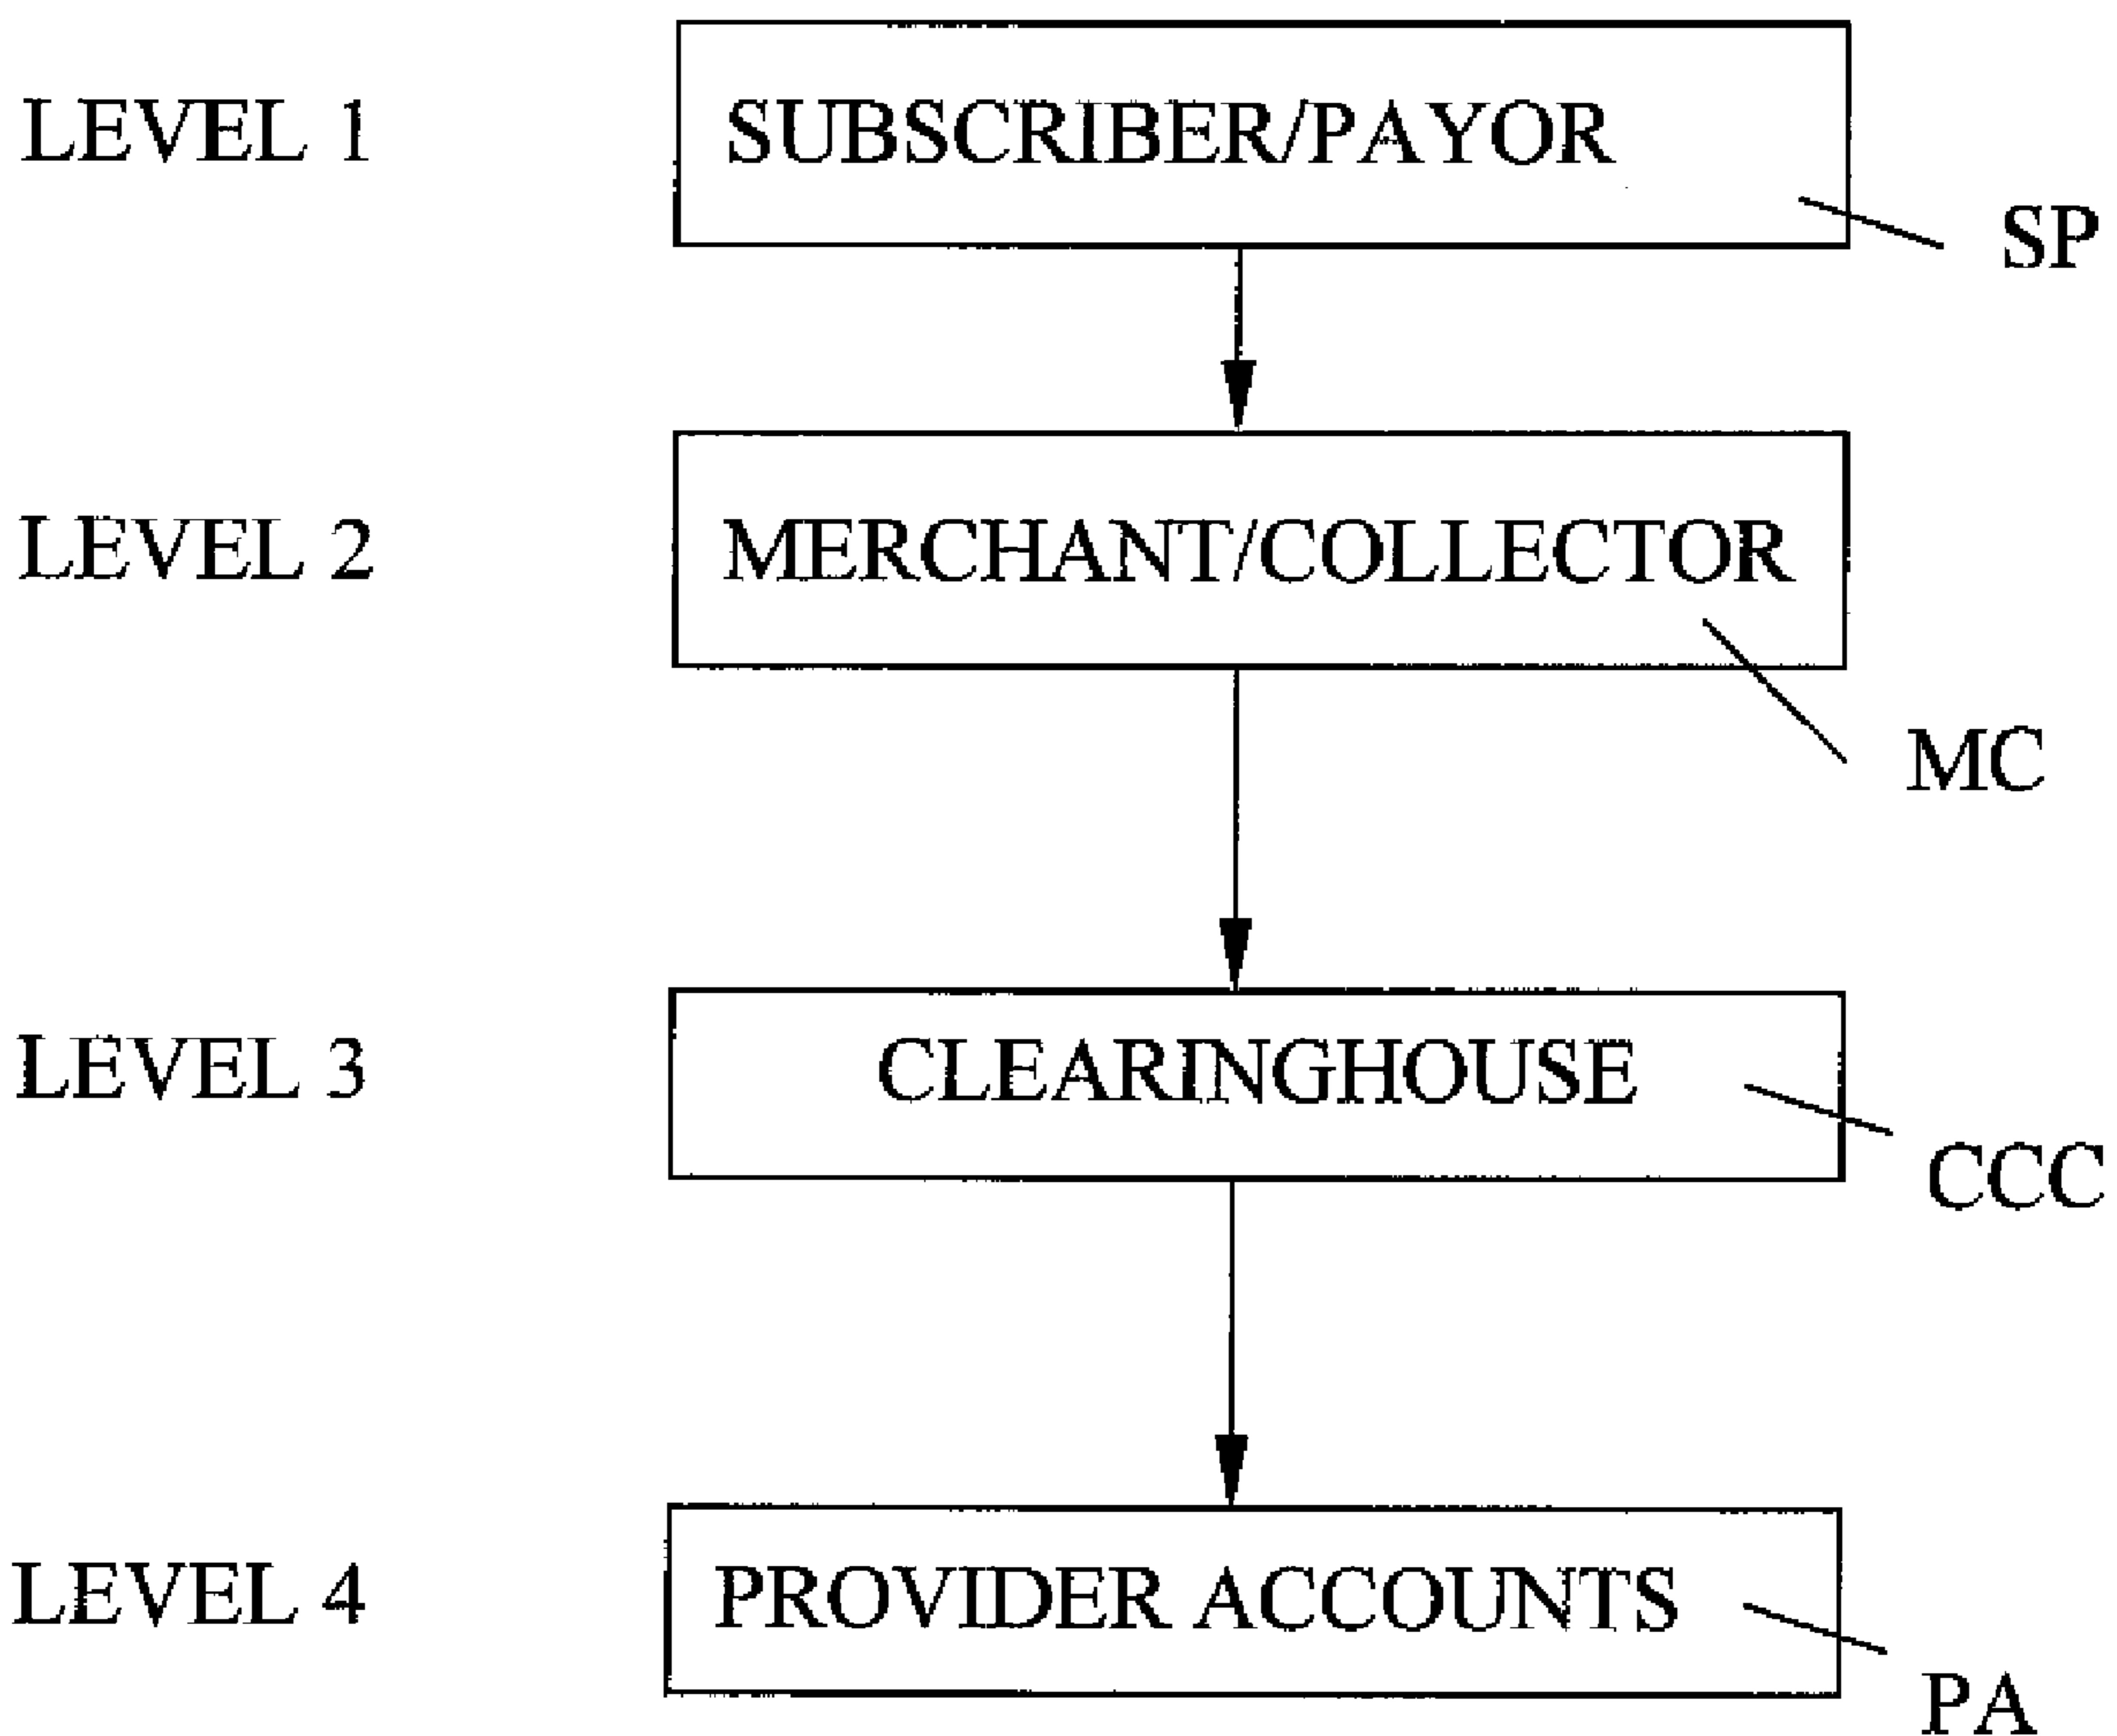 LEVEL 1 SUBSCRIBER/PAYOR
SP
LEVEL 2 MERCHANT/COLLECTOR
MC
LEVEL 3 CLEARINGHOUSE
CCC
LEVEL 4 PROVIDER ACCOUNTS
PA